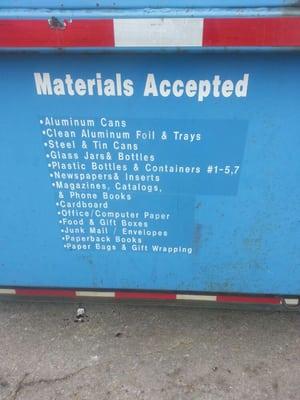 Materials Accepted
•Aluminum Cans
•Clean Aluminum Foil & Trays
•Steel & Tin Cans
•Glass Jars& Bottles
•Plastic Bottles & Containers #1-5,7
•Newspapers& Inserts
•Magazines, Catalogs,
& Phone Books
•Cardboard
•Office/Computer Paper
•Food & Gift Boxes
•Junk Mail / Envelopes
•Paperback Books
•Paper Bags & Gift Wrapping